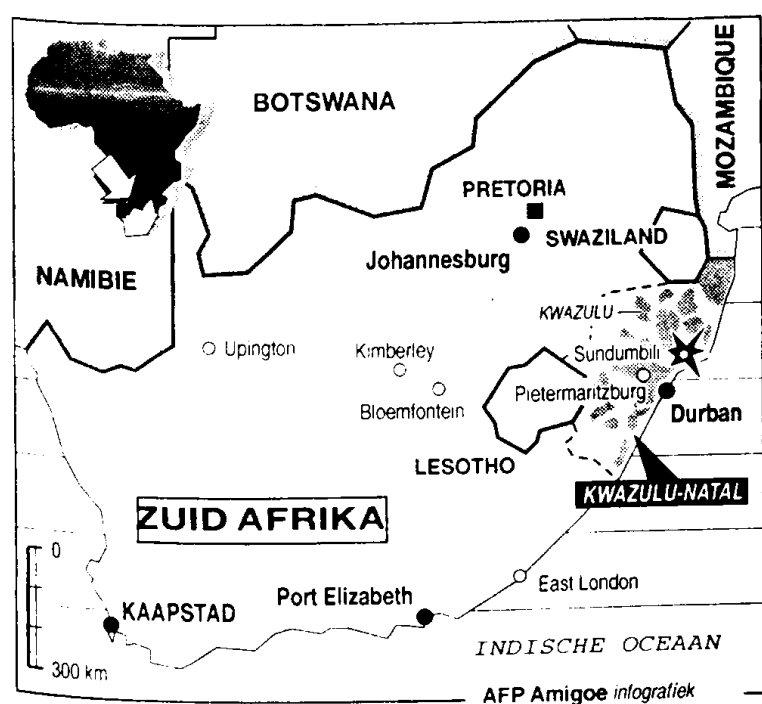 BOTSWANA
MOZAMBIQUE
PRETORIA
Johannesburg
SWAZILAND
NAMIBIE
KWAZULU
Upington
Kimberley
Sundumbili
Bloemfontein
Pietermaritzburg
Durban
LESOTHO
KWAZULU-NATAL
ZUID AFRIKA
0
300 km
KAAPSTAD
Port Elizabeth
East London
INDISCHE OCEAAN
AFP Amigoe infografiek